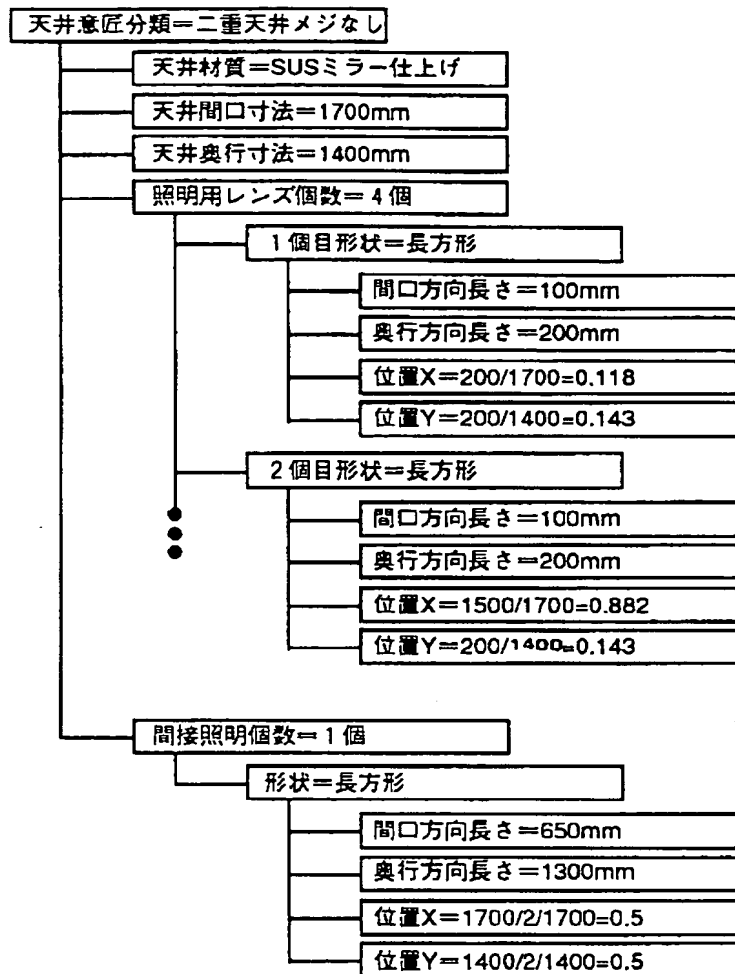 天井意匠分類＝二重天井メジなし
天井材質＝SUSミラー仕上げ
天井間口寸法＝1700mm
天井奥行寸法＝1400mm
照明用レンズ個数＝4個
1個目形状＝長方形
間口方向長さ＝100mm
奥行方向長さ＝200mm
位置X＝200/1700=0.118
位置Y＝200/1400=0.143
2個目形状＝長方形
間口方向長さ＝100mm
奥行方向長さ＝200mm
位置X＝1500/1700=0.882
位置Y＝200/1400=0.143
間接照明個数＝1個
形状＝長方形
間口方向長さ＝650mm
奥行方向長さ＝1300mm
位置X＝1700/2/1700=0.5
位置Y＝1400/2/1400=0.5